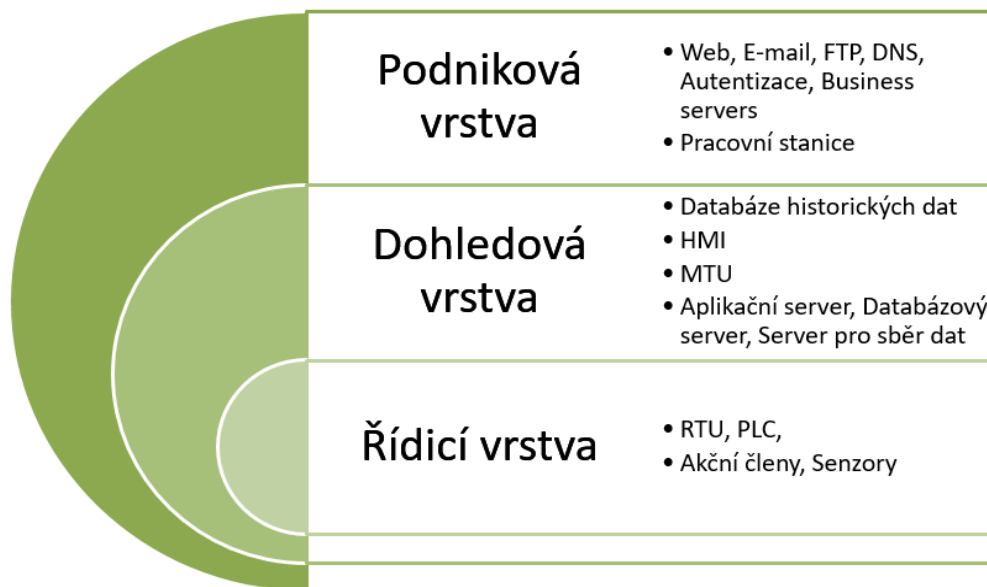 Podniková
vrstva
• Web, E-mail, FTP, DNS,
Autentizace, Business
servers
• Pracovní stanice
Dohledová
vrstva
• Databáze historických dat
• HMI
• MTU
• Aplikační server, Databázový
server, Server pro sběr dat
Řídicí vrstva
• RTU, PLC,
• Akční členy, Senzory